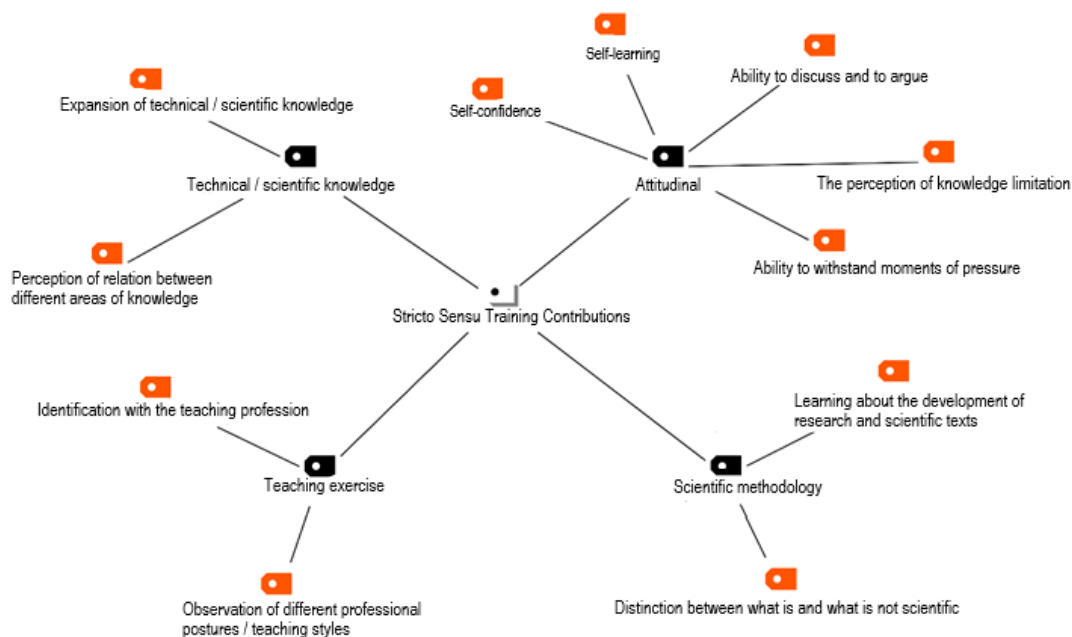 Self-learning
Ability to discuss and to argue
Expansion of technical / scientific knowledge
Self-confidence
Technical / scientific knowledge
Attitudinal
The perception of knowledge limitation
Perception of relation between
different areas of knowledge
Ability to withstand moments of pressure
Stricto Sensu Training Contributions
Identification with the teaching profession
Learning about the development of
research and scientific texts
Teaching exercise
Scientific methodology
Observation of different professional
postures / teaching styles
Distinction between what is and what is not scientific